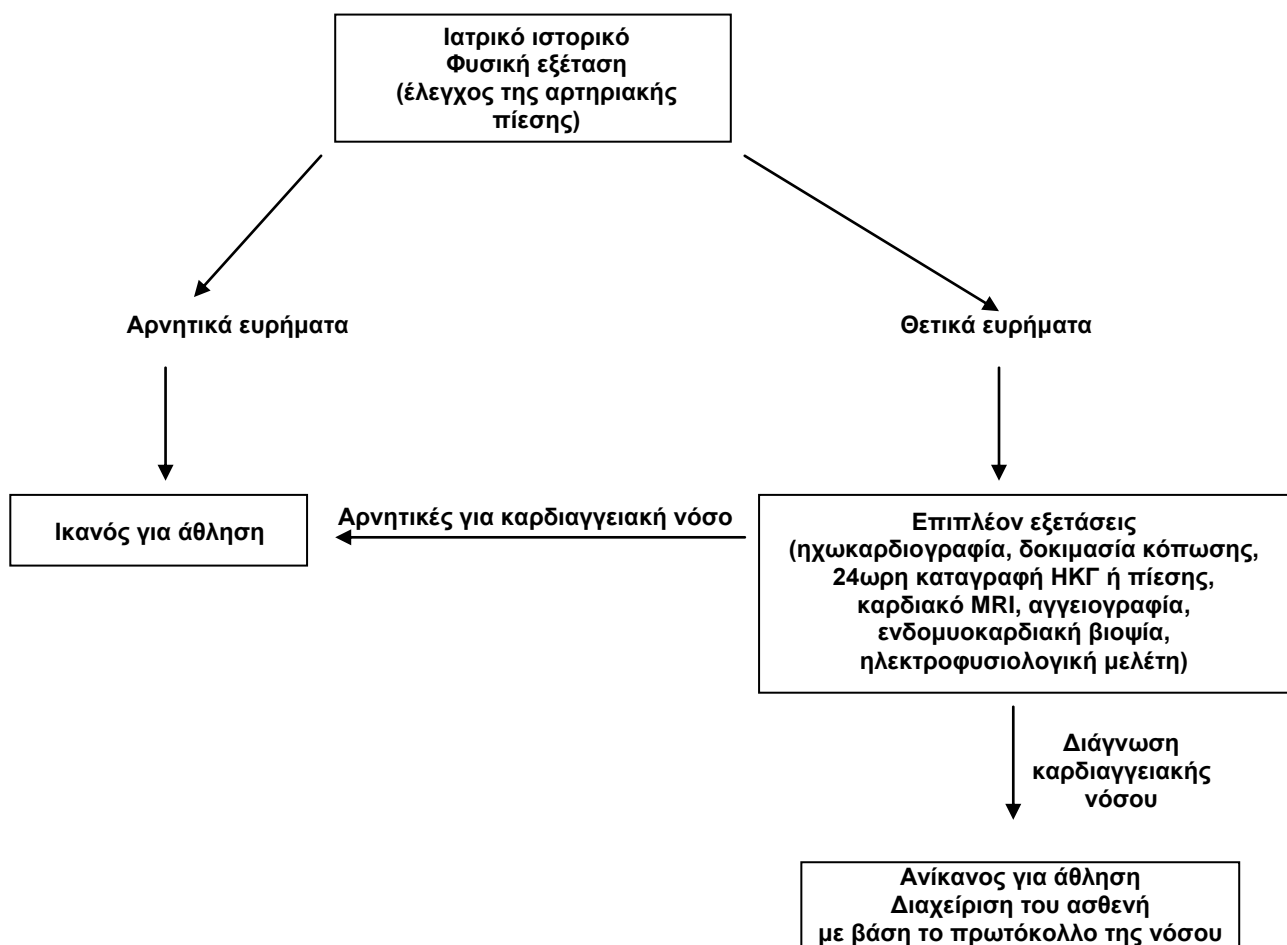 Ιατρικό ιστορικό
Φυσική εξέταση
(έλεγχος της αρτηριακής
πίεσης)
Αρνητικά ευρήματα
Θετικά ευρήματα
Ικανός για άθληση
Αρνητικές για καρδιαγγειακή νόσο
Επιπλέον εξετάσεις
(ηχωκαρδιογραφία, δοκιμασία κόπωσης,
24ωρη καταγραφή ΗΚΓ ή πίεσης,
καρδιακό MRI, αγγειογραφία,
ενδομυοκαρδιακή βιοψία,
ηλεκτροφυσιολογική μελέτη)
Διάγνωση
καρδιαγγειακής
νόσου
Ανίκανος για άθληση
Διαχείριση του ασθενή
με βάση το πρωτόκολλο της νόσου